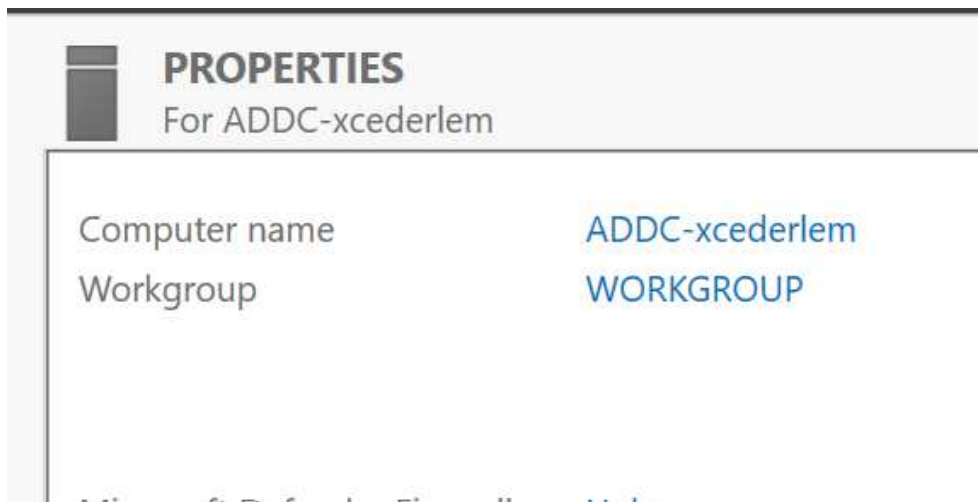 PROPERTIES
For ADDC-xcederlem
Computer name ADDC-xcederlem
Workgroup WORKGROUP